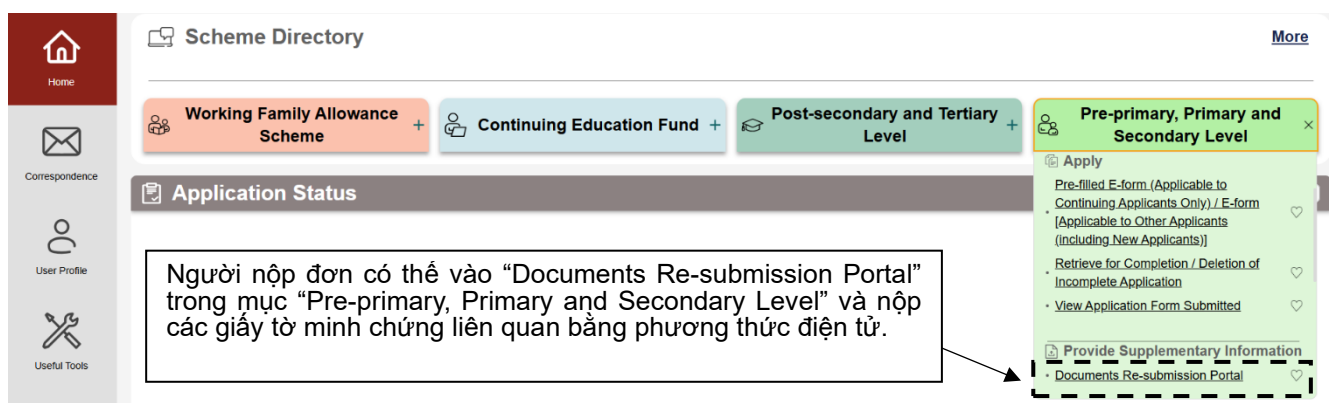 Home
Correspondence
User Profile
Useful Tools
Scheme Directory
More
Working Family Allowance
Scheme
+
Continuing Education Fund +
Post-secondary and Tertiary
Level
+
Pre-primary, Primary and
Secondary Level
×
Apply
· Pre-filled E-form (Applicable to
Continuing Applicants Only) / E-form
[Applicable to Other Applicants
(including New Applicants)]
· Retrieve for Completion / Deletion of
Incomplete Application
· View Application Form Submitted
Provide Supplementary Information
· Documents Re-submission Portal
Application Status
Người nộp đơn có thể vào “Documents Re-submission Portal”
trong mục “Pre-primary, Primary and Secondary Level” và nộp
các giấy tờ minh chứng liên quan bằng phương thức điện tử.